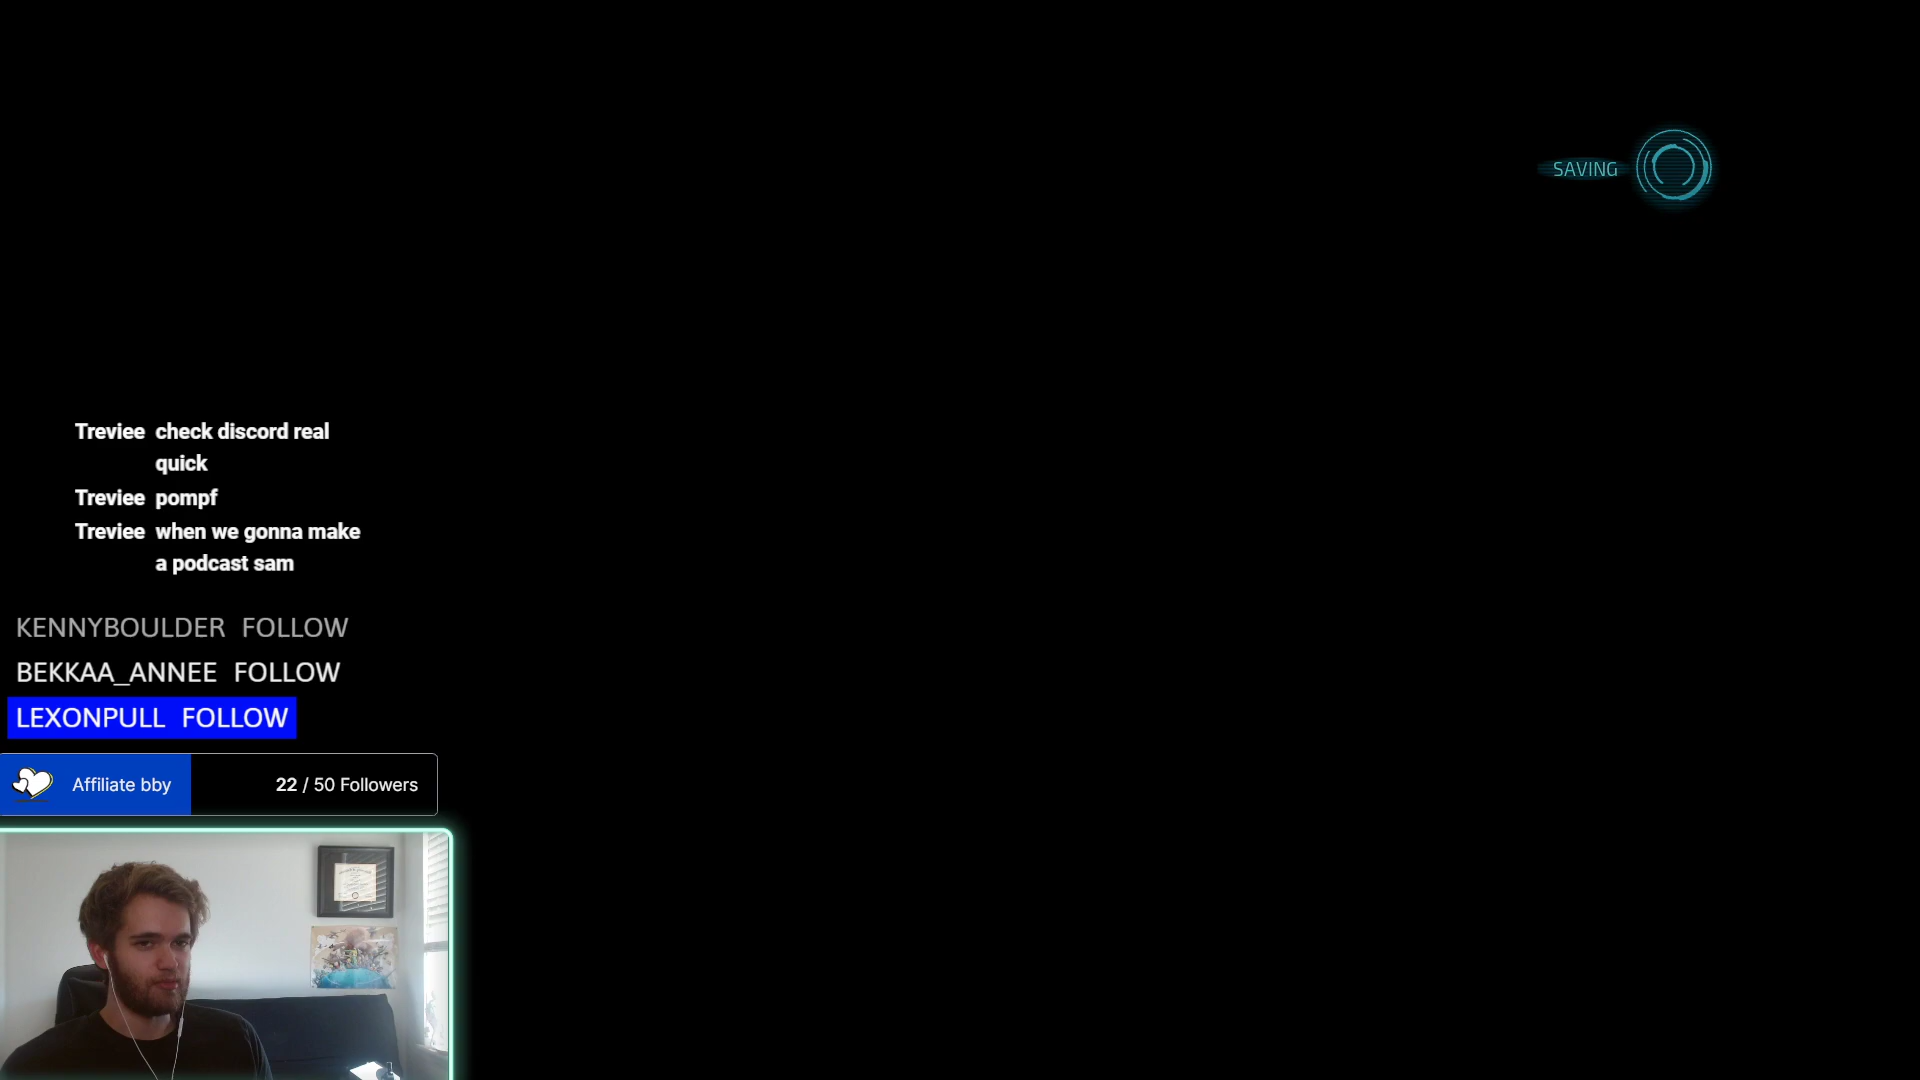 SAVING
Treviee check discord real
quick
Treviee pompf
Treviee when we gonna make
a podcast sam
KENNYBOULDER FOLLOW
BEKKAA_ANNEE FOLLOW
LEXONPULL FOLLOW
Affiliate bby 22 / 50 Followers